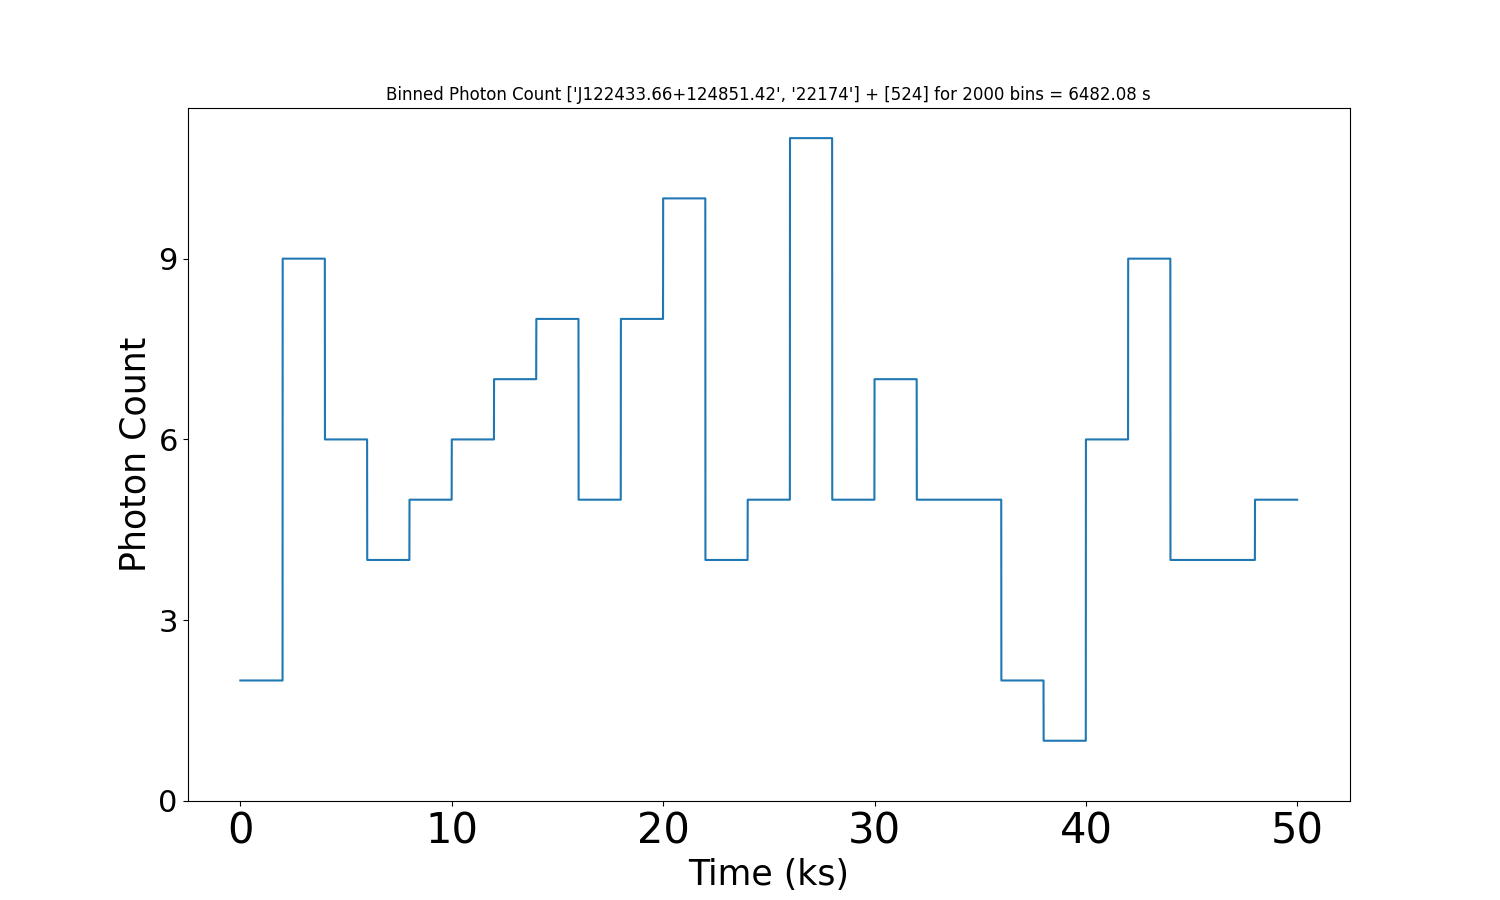 Binned Photon Count ['J122433.66+124851.42', '22174'] + [524] for 2000 bins = 6482.08 s
Photon Count
9
6
3
0
0 10 20 30 40 50
Time (ks)